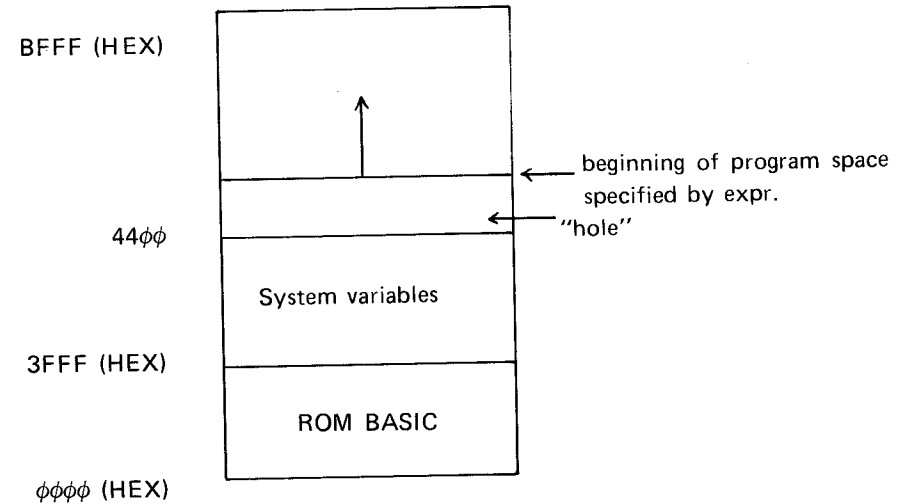 BFFF (HEX)
beginning of program space
specified by expr.
"hole"
44φφ
System variables
3FFF (HEX)
ROM BASIC
φφφφ (HEX)